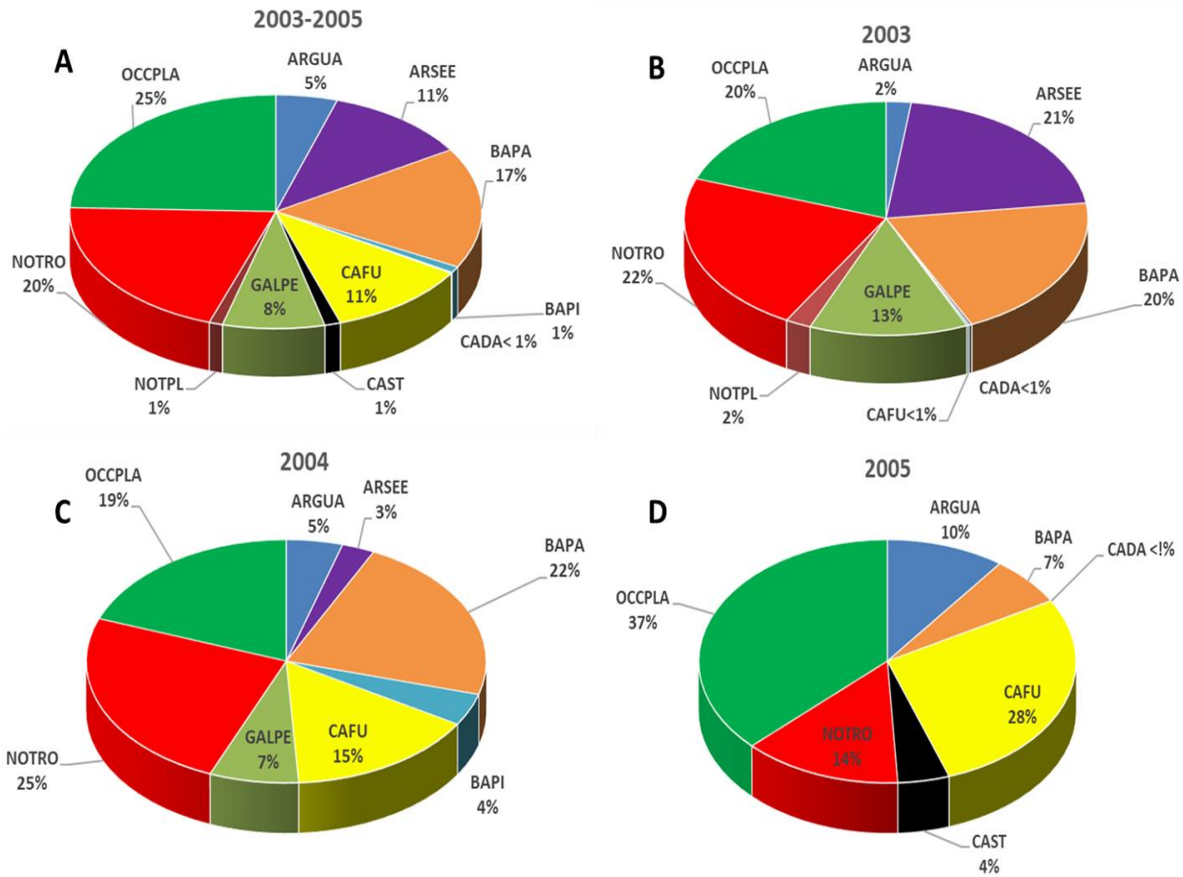 2003-2005
A
ARGUA
5%
ARSEE
11%
BAPA
17%
BAPI
1%
CADA< 1%
CAFU
11%
CAST
1%
GALPE
8%
NOTPL
1%
NOTRO
20%
OCCPLA
25%
2003
B
ARGUA
2%
ARSEE
21%
BAPA
20%
CADA<1%
CAFU<1%
GALPE
13%
NOTPL
2%
NOTRO
22%
OCCPLA
20%
2004
C
ARGUA
5%
ARSEE
3%
BAPA
22%
BAPI
4%
CAFU
15%
GALPE
7%
NOTRO
25%
OCCPLA
19%
2005
D
ARGUA
10%
BAPA
7%
CADA <!%
CAFU
28%
CAST
4%
NOTRO
14%
OCCPLA
37%